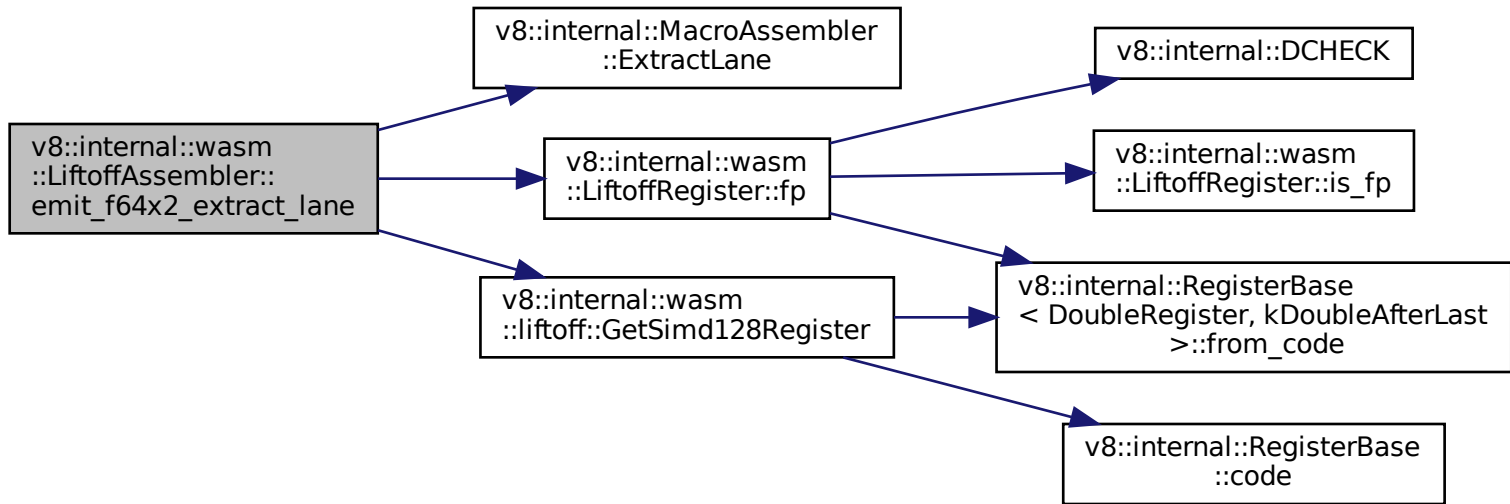 v8::internal::wasm
::LiftoffAssembler::
emit_f64x2_extract_lane
v8::internal::MacroAssembler
::ExtractLane
v8::internal::wasm
::LiftoffRegister::fp
v8::internal::wasm
::liftoff::GetSimd128Register
v8::internal::DCHECK
v8::internal::wasm
::LiftoffRegister::is_fp
v8::internal::RegisterBase
< DoubleRegister, kDoubleAfterLast
>::from_code
v8::internal::RegisterBase
::code